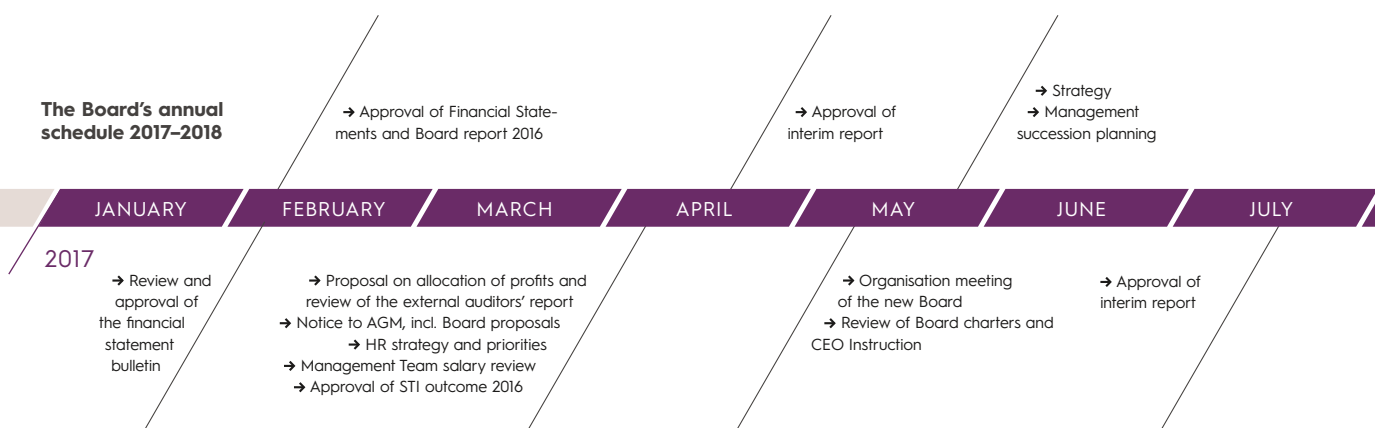 The Board's annual
schedule 2017–2018
→ Approval of Financial State-
ments and Board report 2016
→ Approval of
interim report
→ Strategy
→ Management
succession planning
JANUARY
FEBRUARY
MARCH
APRIL
MAY
JUNE
JULY
2017
→ Review and
approval of
the financial
statement
bulletin
→ Proposal on allocation of profits and
review of the external auditors' report
→ Notice to AGM, incl. Board proposals
→ HR strategy and priorities
→ Management Team salary review
→ Approval of STI outcome 2016
→ Organisation meeting
of the new Board
→ Review of Board charters and
CEO Instruction
→ Approval of
interim report